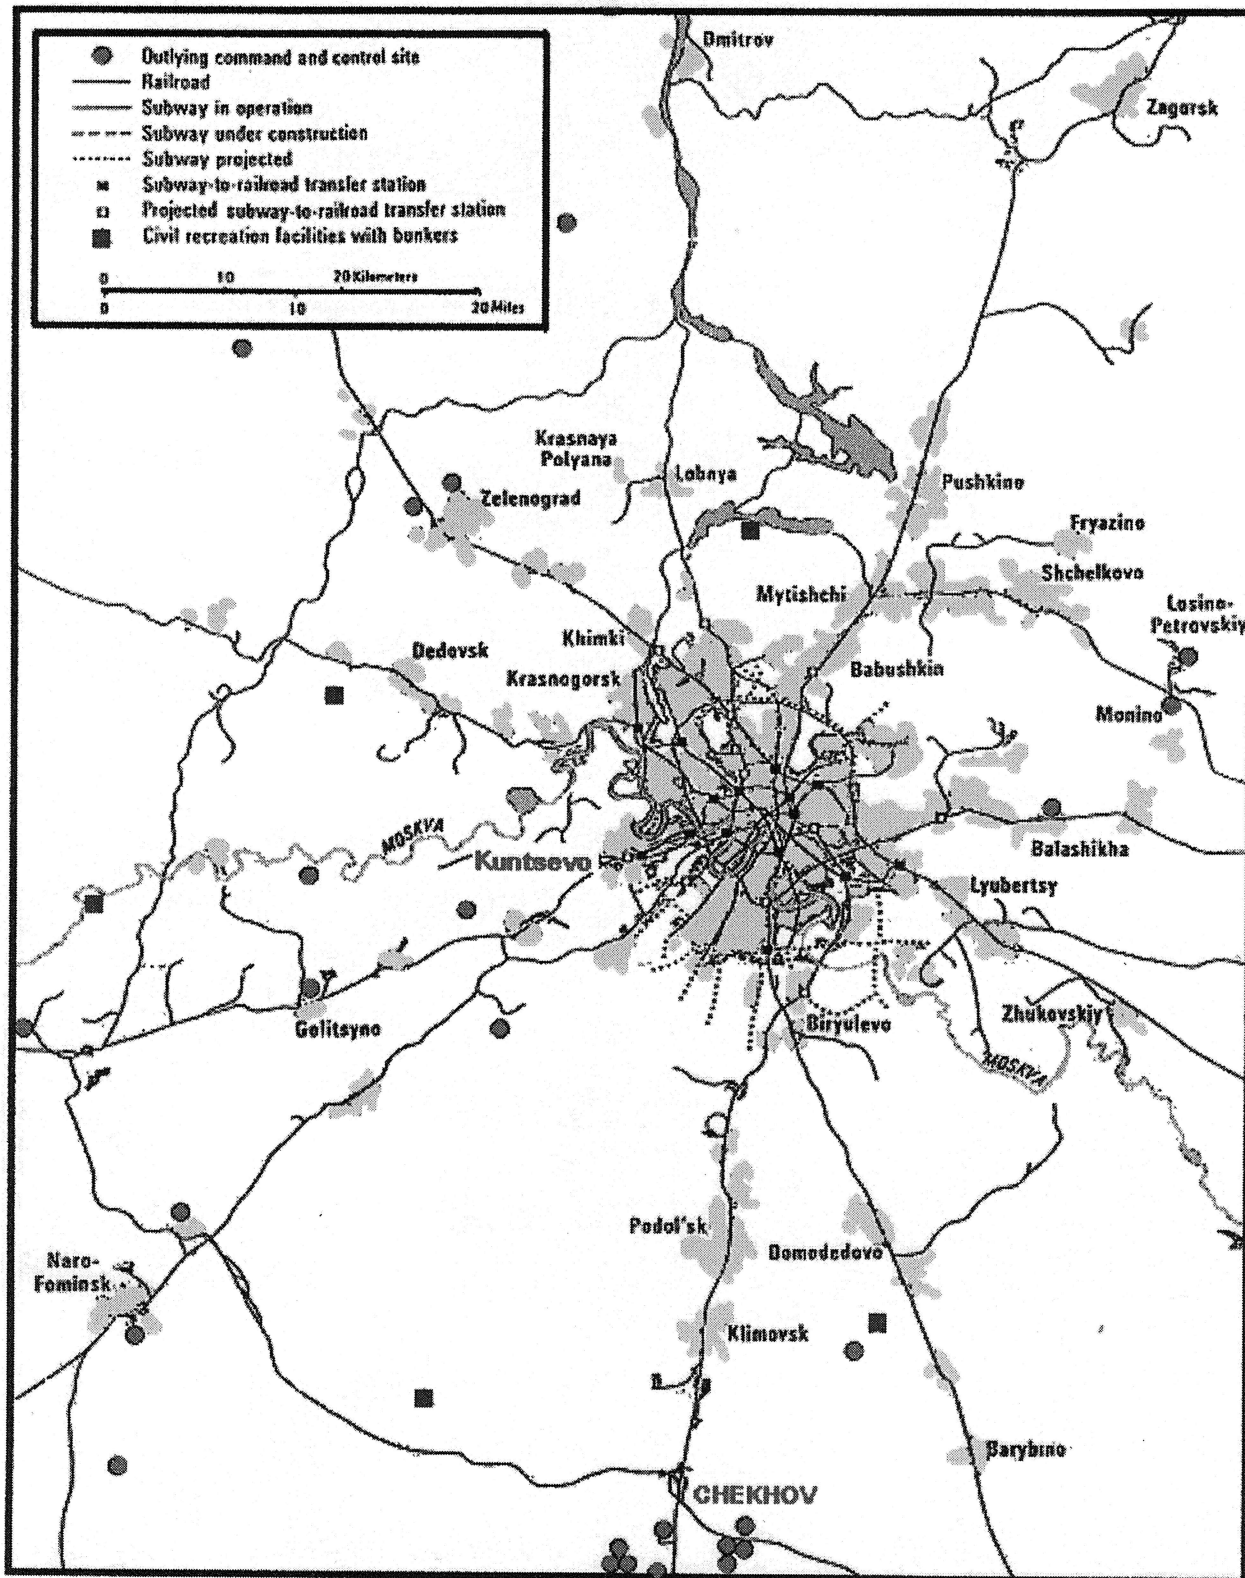 Outlying command and control site
Railroad
Subway in operation
Subway under construction
Subway projected
Subway-to-railroad transfer station
Projected subway-to-railroad transfer station
Civil recreation facilities with bunkers
0 10 20 Kilometers
0 10 20 Miles
Dmitrov
Zagorsk
Krasnaya
Polyana
Lobnya
Zelenograd
Pushkino
Fryazino
Shchelkovo
Mytishchi
Losino-
Petrovskiy
Khimki
Dedovsk
Babushkin
Krasnogorsk
Monino
MOSKVA
Kuntsevo
Balashikha
Lyubertsy
Golitsyno
Biryulevo
Zhukovskiy
MOSKVA
Podol'sk
Domodedovo
Naro-
Fominsk
Klimovsk
Barybino
CHEKHOV